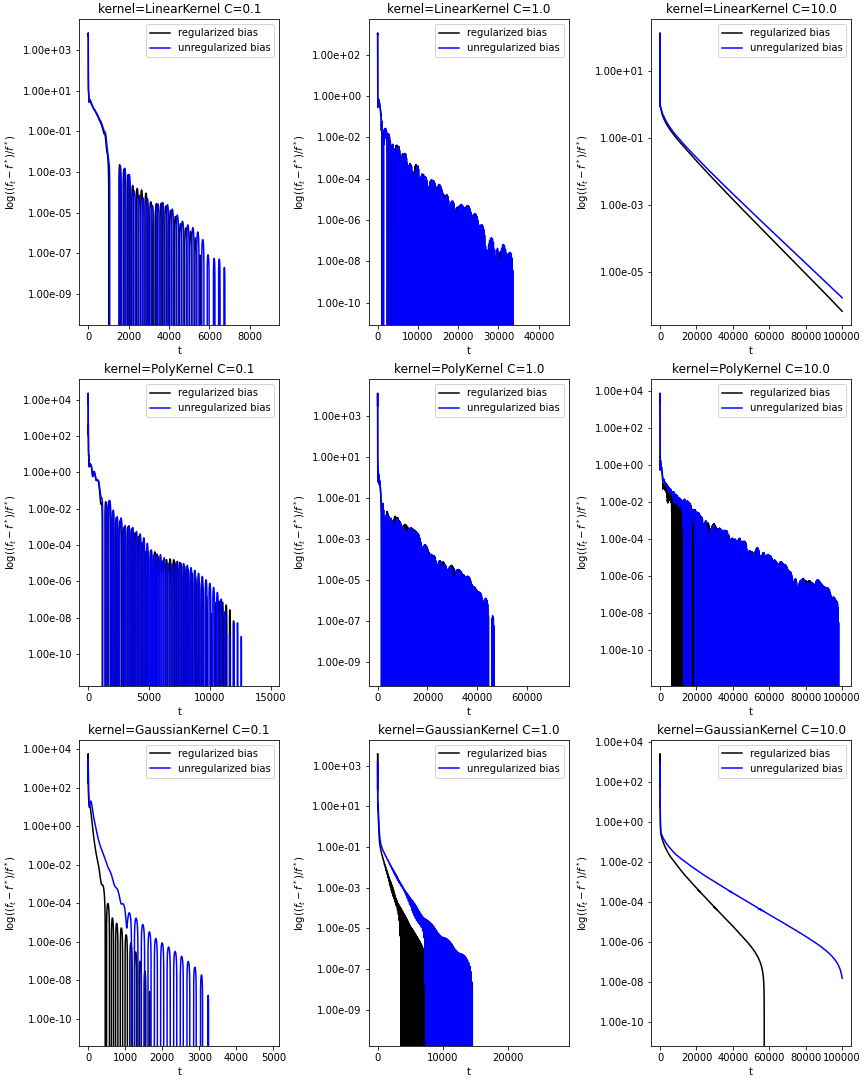 kernel=LinearKernel C=0.1
regularized bias
unregularized bias
log((f_t − f*)/f*)
1.00e+03
1.00e+01
1.00e-01
1.00e-03
1.00e-05
1.00e-07
1.00e-09
0 2000 4000 6000 8000
t
kernel=LinearKernel C=1.0
regularized bias
unregularized bias
log((f_t − f*)/f*)
1.00e+02
1.00e+00
1.00e-02
1.00e-04
1.00e-06
1.00e-08
1.00e-10
0 10000 20000 30000 40000
t
kernel=LinearKernel C=10.0
regularized bias
unregularized bias
log((f_t − f*)/f*)
1.00e+01
1.00e-01
1.00e-03
1.00e-05
0 20000 40000 60000 80000 100000
t
kernel=PolyKernel C=0.1
regularized bias
unregularized bias
log((f_t − f*)/f*)
1.00e+04
1.00e+02
1.00e+00
1.00e-02
1.00e-04
1.00e-06
1.00e-08
1.00e-10
0 5000 10000 15000
t
kernel=PolyKernel C=1.0
regularized bias
unregularized bias
log((f_t − f*)/f*)
1.00e+03
1.00e+01
1.00e-01
1.00e-03
1.00e-05
1.00e-07
1.00e-09
0 20000 40000 60000
t
kernel=PolyKernel C=10.0
regularized bias
unregularized bias
log((f_t − f*)/f*)
1.00e+04
1.00e+02
1.00e+00
1.00e-02
1.00e-04
1.00e-06
1.00e-08
1.00e-10
0 20000 40000 60000 80000 100000
t
kernel=GaussianKernel C=0.1
regularized bias
unregularized bias
log((f_t − f*)/f*)
1.00e+04
1.00e+02
1.00e+00
1.00e-02
1.00e-04
1.00e-06
1.00e-08
1.00e-10
0 1000 2000 3000 4000 5000
t
kernel=GaussianKernel C=1.0
regularized bias
unregularized bias
log((f_t − f*)/f*)
1.00e+03
1.00e+01
1.00e-01
1.00e-03
1.00e-05
1.00e-07
1.00e-09
0 10000 20000
t
kernel=GaussianKernel C=10.0
regularized bias
unregularized bias
log((f_t − f*)/f*)
1.00e+04
1.00e+02
1.00e+00
1.00e-02
1.00e-04
1.00e-06
1.00e-08
1.00e-10
0 20000 40000 60000 80000 100000
t